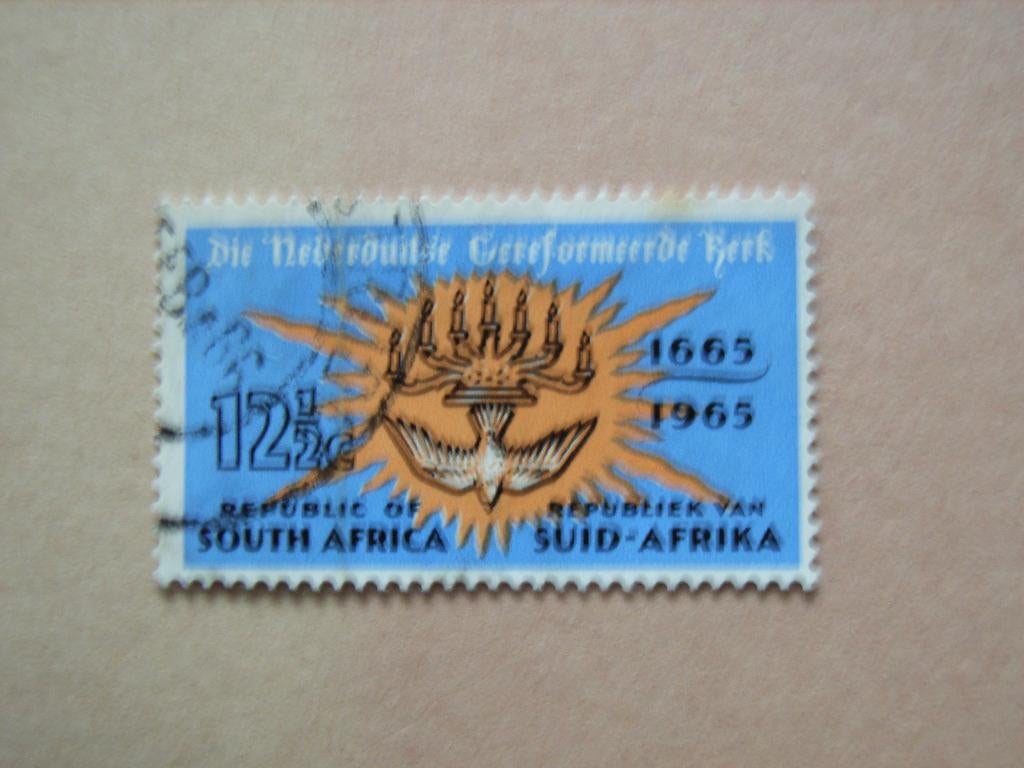 Die Nederduitse Gereformeerde Kerk
1665
1965
12½c
REPUBLIC OF
SOUTH AFRICA
REPUBLIEK VAN
SUID-AFRIKA